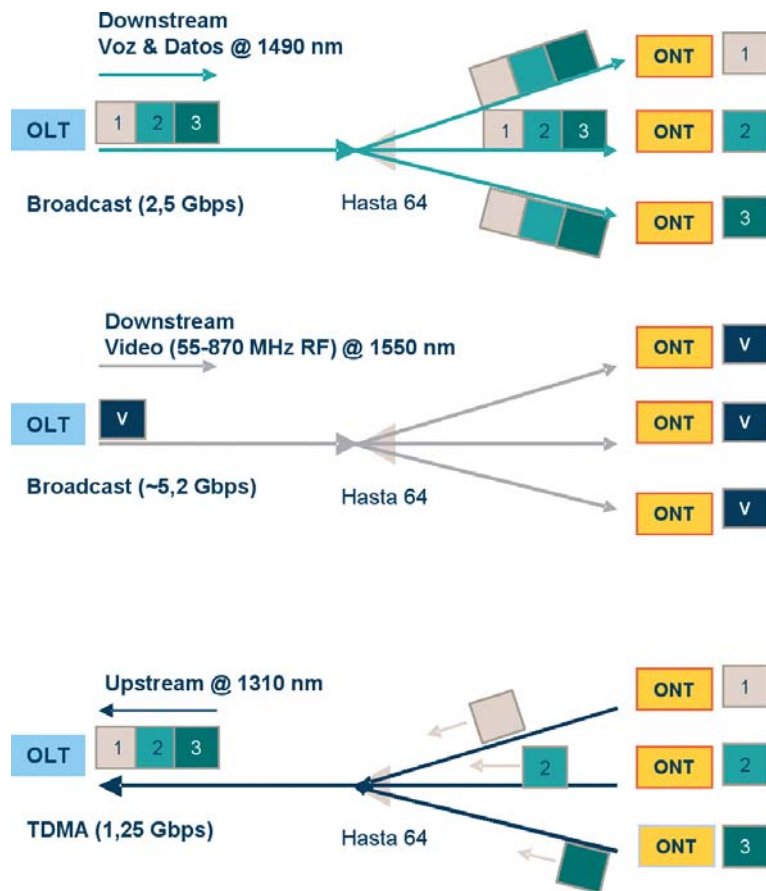 Downstream
Voz & Datos @ 1490 nm
ONT 1
OLT 1 2 3 1 2 3 ONT 2
Broadcast (2,5 Gbps) Hasta 64 ONT 3
Downstream
Video (55-870 MHz RF) @ 1550 nm
ONT V
OLT V ONT V
Broadcast (~5,2 Gbps) Hasta 64 ONT V
Upstream @ 1310 nm
ONT 1
OLT 1 2 3 2 ONT 2
TDMA (1,25 Gbps) Hasta 64 ONT 3